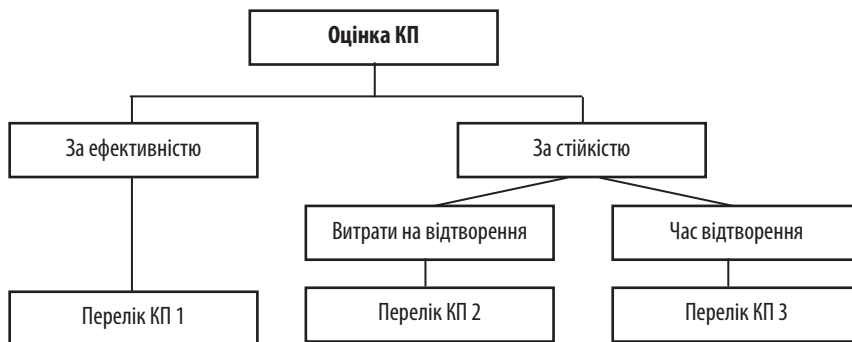 Оцінка КП
За ефективністю
За стійкістю
Витрати на відтворення
Час відтворення
Перелік КП 1
Перелік КП 2
Перелік КП 3